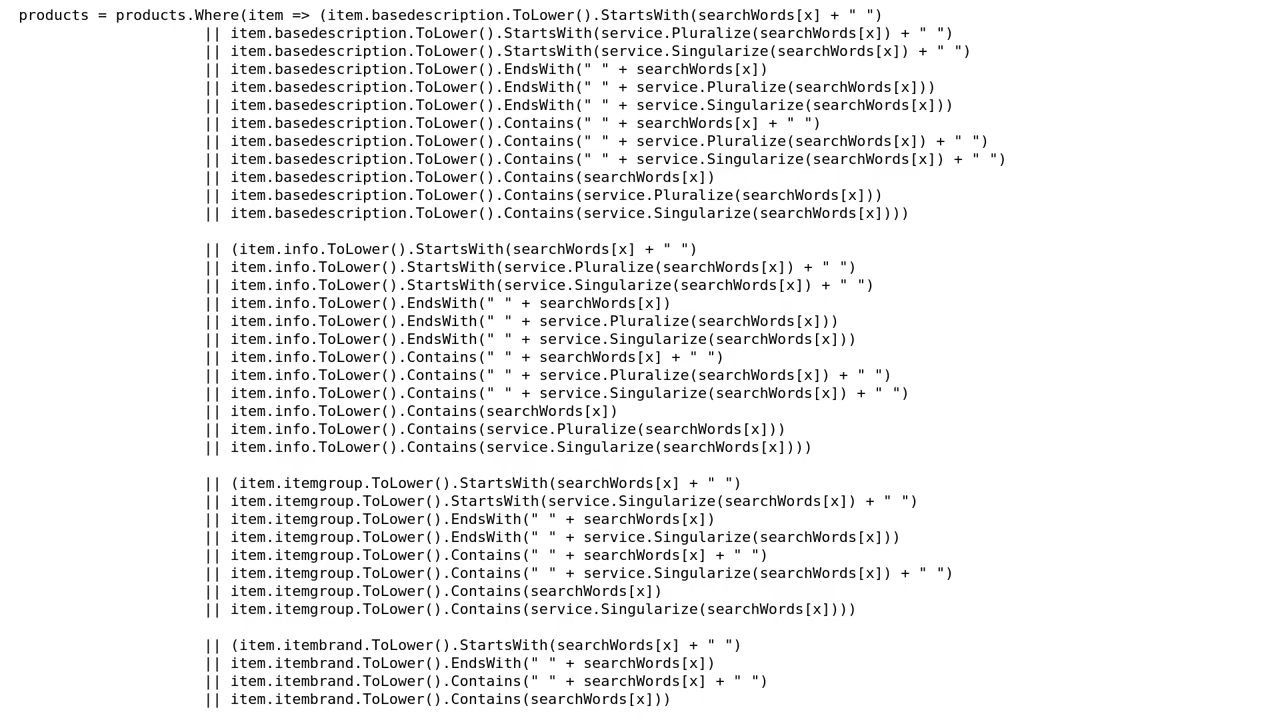 products = products.Where(item => (item.basedescription.ToLower().StartsWith(searchWords[x] + " ")
|| item.basedescription.ToLower().StartsWith(service.Pluralize(searchWords[x]) + " ")
|| item.basedescription.ToLower().StartsWith(service.Singularize(searchWords[x]) + " ")
|| item.basedescription.ToLower().EndsWith(" " + searchWords[x])
|| item.basedescription.ToLower().EndsWith(" " + service.Pluralize(searchWords[x]))
|| item.basedescription.ToLower().EndsWith(" " + service.Singularize(searchWords[x]))
|| item.basedescription.ToLower().Contains(" " + searchWords[x] + " ")
|| item.basedescription.ToLower().Contains(" " + service.Pluralize(searchWords[x]) + " ")
|| item.basedescription.ToLower().Contains(" " + service.Singularize(searchWords[x]) + " ")
|| item.basedescription.ToLower().Contains(searchWords[x])
|| item.basedescription.ToLower().Contains(service.Pluralize(searchWords[x]))
|| item.basedescription.ToLower().Contains(service.Singularize(searchWords[x])))
|| (item.info.ToLower().StartsWith(searchWords[x] + " ")
|| item.info.ToLower().StartsWith(service.Pluralize(searchWords[x]) + " ")
|| item.info.ToLower().StartsWith(service.Singularize(searchWords[x]) + " ")
|| item.info.ToLower().EndsWith(" " + searchWords[x])
|| item.info.ToLower().EndsWith(" " + service.Pluralize(searchWords[x]))
|| item.info.ToLower().EndsWith(" " + service.Singularize(searchWords[x]))
|| item.info.ToLower().Contains(" " + searchWords[x] + " ")
|| item.info.ToLower().Contains(" " + service.Pluralize(searchWords[x]) + " ")
|| item.info.ToLower().Contains(" " + service.Singularize(searchWords[x]) + " ")
|| item.info.ToLower().Contains(searchWords[x])
|| item.info.ToLower().Contains(service.Pluralize(searchWords[x]))
|| item.info.ToLower().Contains(service.Singularize(searchWords[x])))
|| (item.itemgroup.ToLower().StartsWith(searchWords[x] + " ")
|| item.itemgroup.ToLower().StartsWith(service.Singularize(searchWords[x]) + " ")
|| item.itemgroup.ToLower().EndsWith(" " + searchWords[x])
|| item.itemgroup.ToLower().EndsWith(" " + service.Singularize(searchWords[x]))
|| item.itemgroup.ToLower().Contains(" " + searchWords[x] + " ")
|| item.itemgroup.ToLower().Contains(" " + service.Singularize(searchWords[x]) + " ")
|| item.itemgroup.ToLower().Contains(searchWords[x])
|| item.itemgroup.ToLower().Contains(service.Singularize(searchWords[x])))
|| (item.itembrand.ToLower().StartsWith(searchWords[x] + " ")
|| item.itembrand.ToLower().EndsWith(" " + searchWords[x])
|| item.itembrand.ToLower().Contains(" " + searchWords[x] + " ")
|| item.itembrand.ToLower().Contains(searchWords[x]))